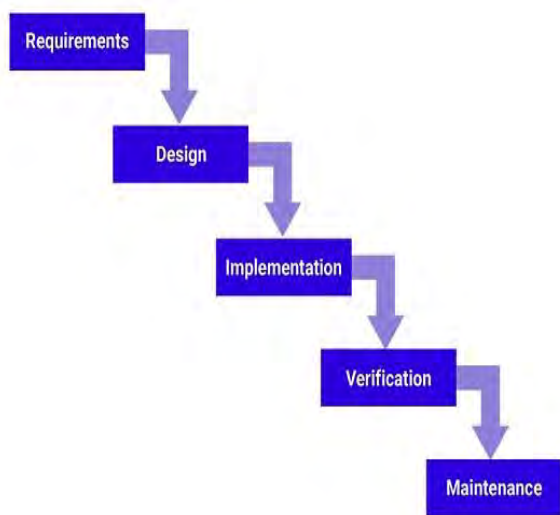 Requirements
Design
Implementation
Verification
Maintenance